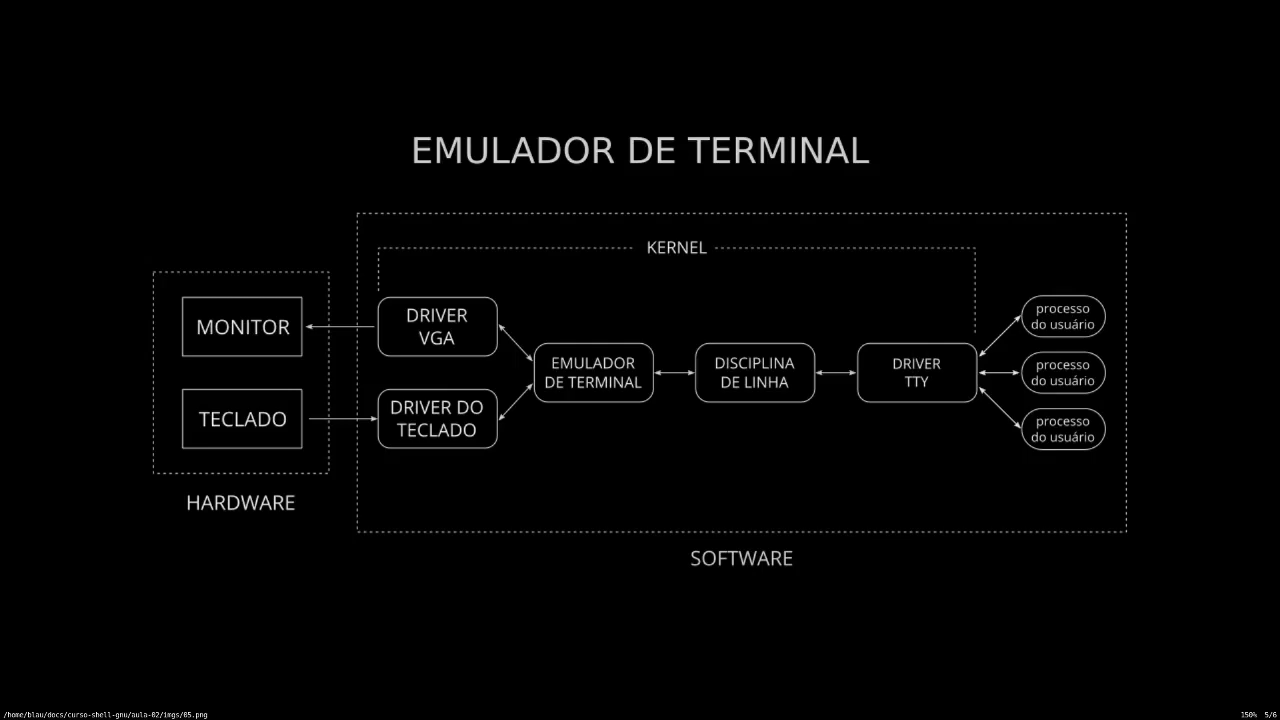 EMULADOR DE TERMINAL
KERNEL
MONITOR
TECLADO
HARDWARE
DRIVER
VGA
DRIVER DO
TECLADO
EMULADOR
DE TERMINAL
DISCIPLINA
DE LINHA
DRIVER
TTY
processo
do usuário
processo
do usuário
processo
do usuário
SOFTWARE
/home/blau/docs/curso-shell-gnu/aula-02/imgs/05.png
150% 5/6